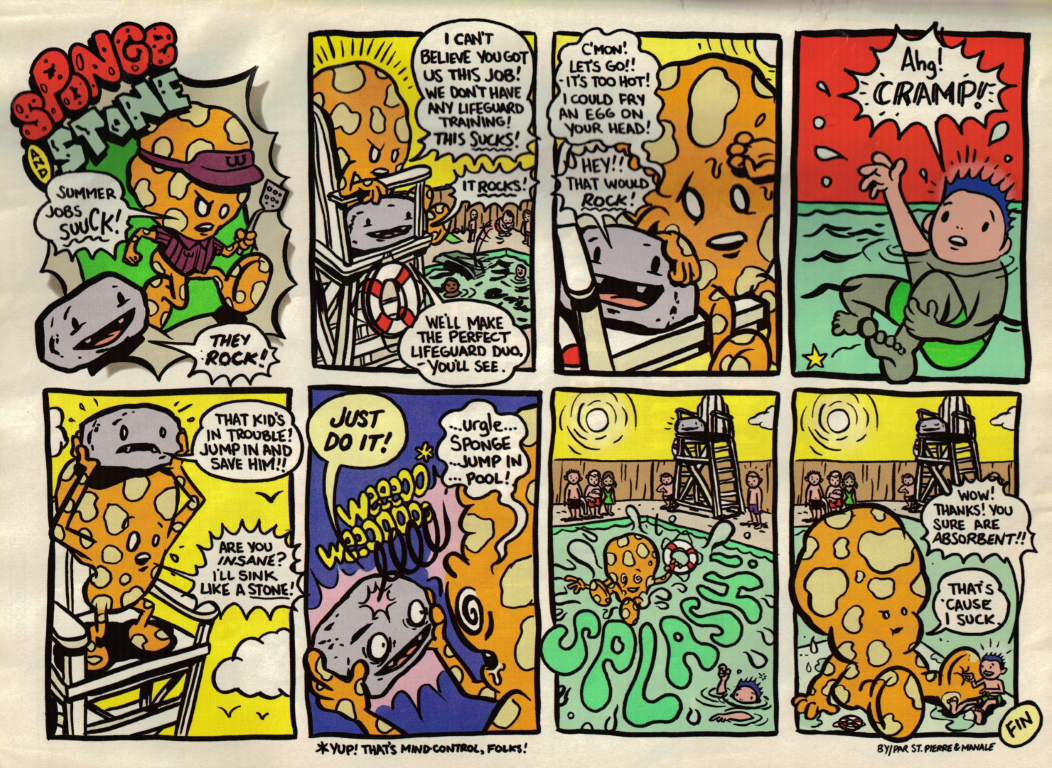 SPONGE
AND
STONE
W
SUMMER
JOBS
SUUCK!
THEY
ROCK!
I CAN'T
BELIEVE YOU GOT
US THIS JOB!
WE DON'T HAVE
ANY LIFEGUARD
TRAINING!
THIS SUCKS!
IT ROCKS!
WE'LL MAKE
THE PERFECT
LIFEGUARD DUO,
-YOU'LL SEE.
C'MON!
LET'S GO!!
-IT'S TOO HOT!
I COULD FRY
AN EGG ON
YOUR HEAD!
HEY!!
THAT WOULD
ROCK!
Ahg!
CRAMP!
THAT KID'S
IN TROUBLE!
JUMP IN AND
SAVE HIM!!
ARE YOU
INSANE?
I'LL SINK
LIKE A STONE!
JUST
DO IT!
WEEEOO
WEEOOOEEO
*
...urgle...
SPONGE
...JUMP IN
... POOL!
SPLASH
WOW!
THANKS! YOU
SURE ARE
ABSORBENT!!
THAT'S
'CAUSE
I SUCK.
FIN
*YUP! THAT'S MIND-CONTROL, FOLKS!
BY/PAR ST. PIERRE & MANALE